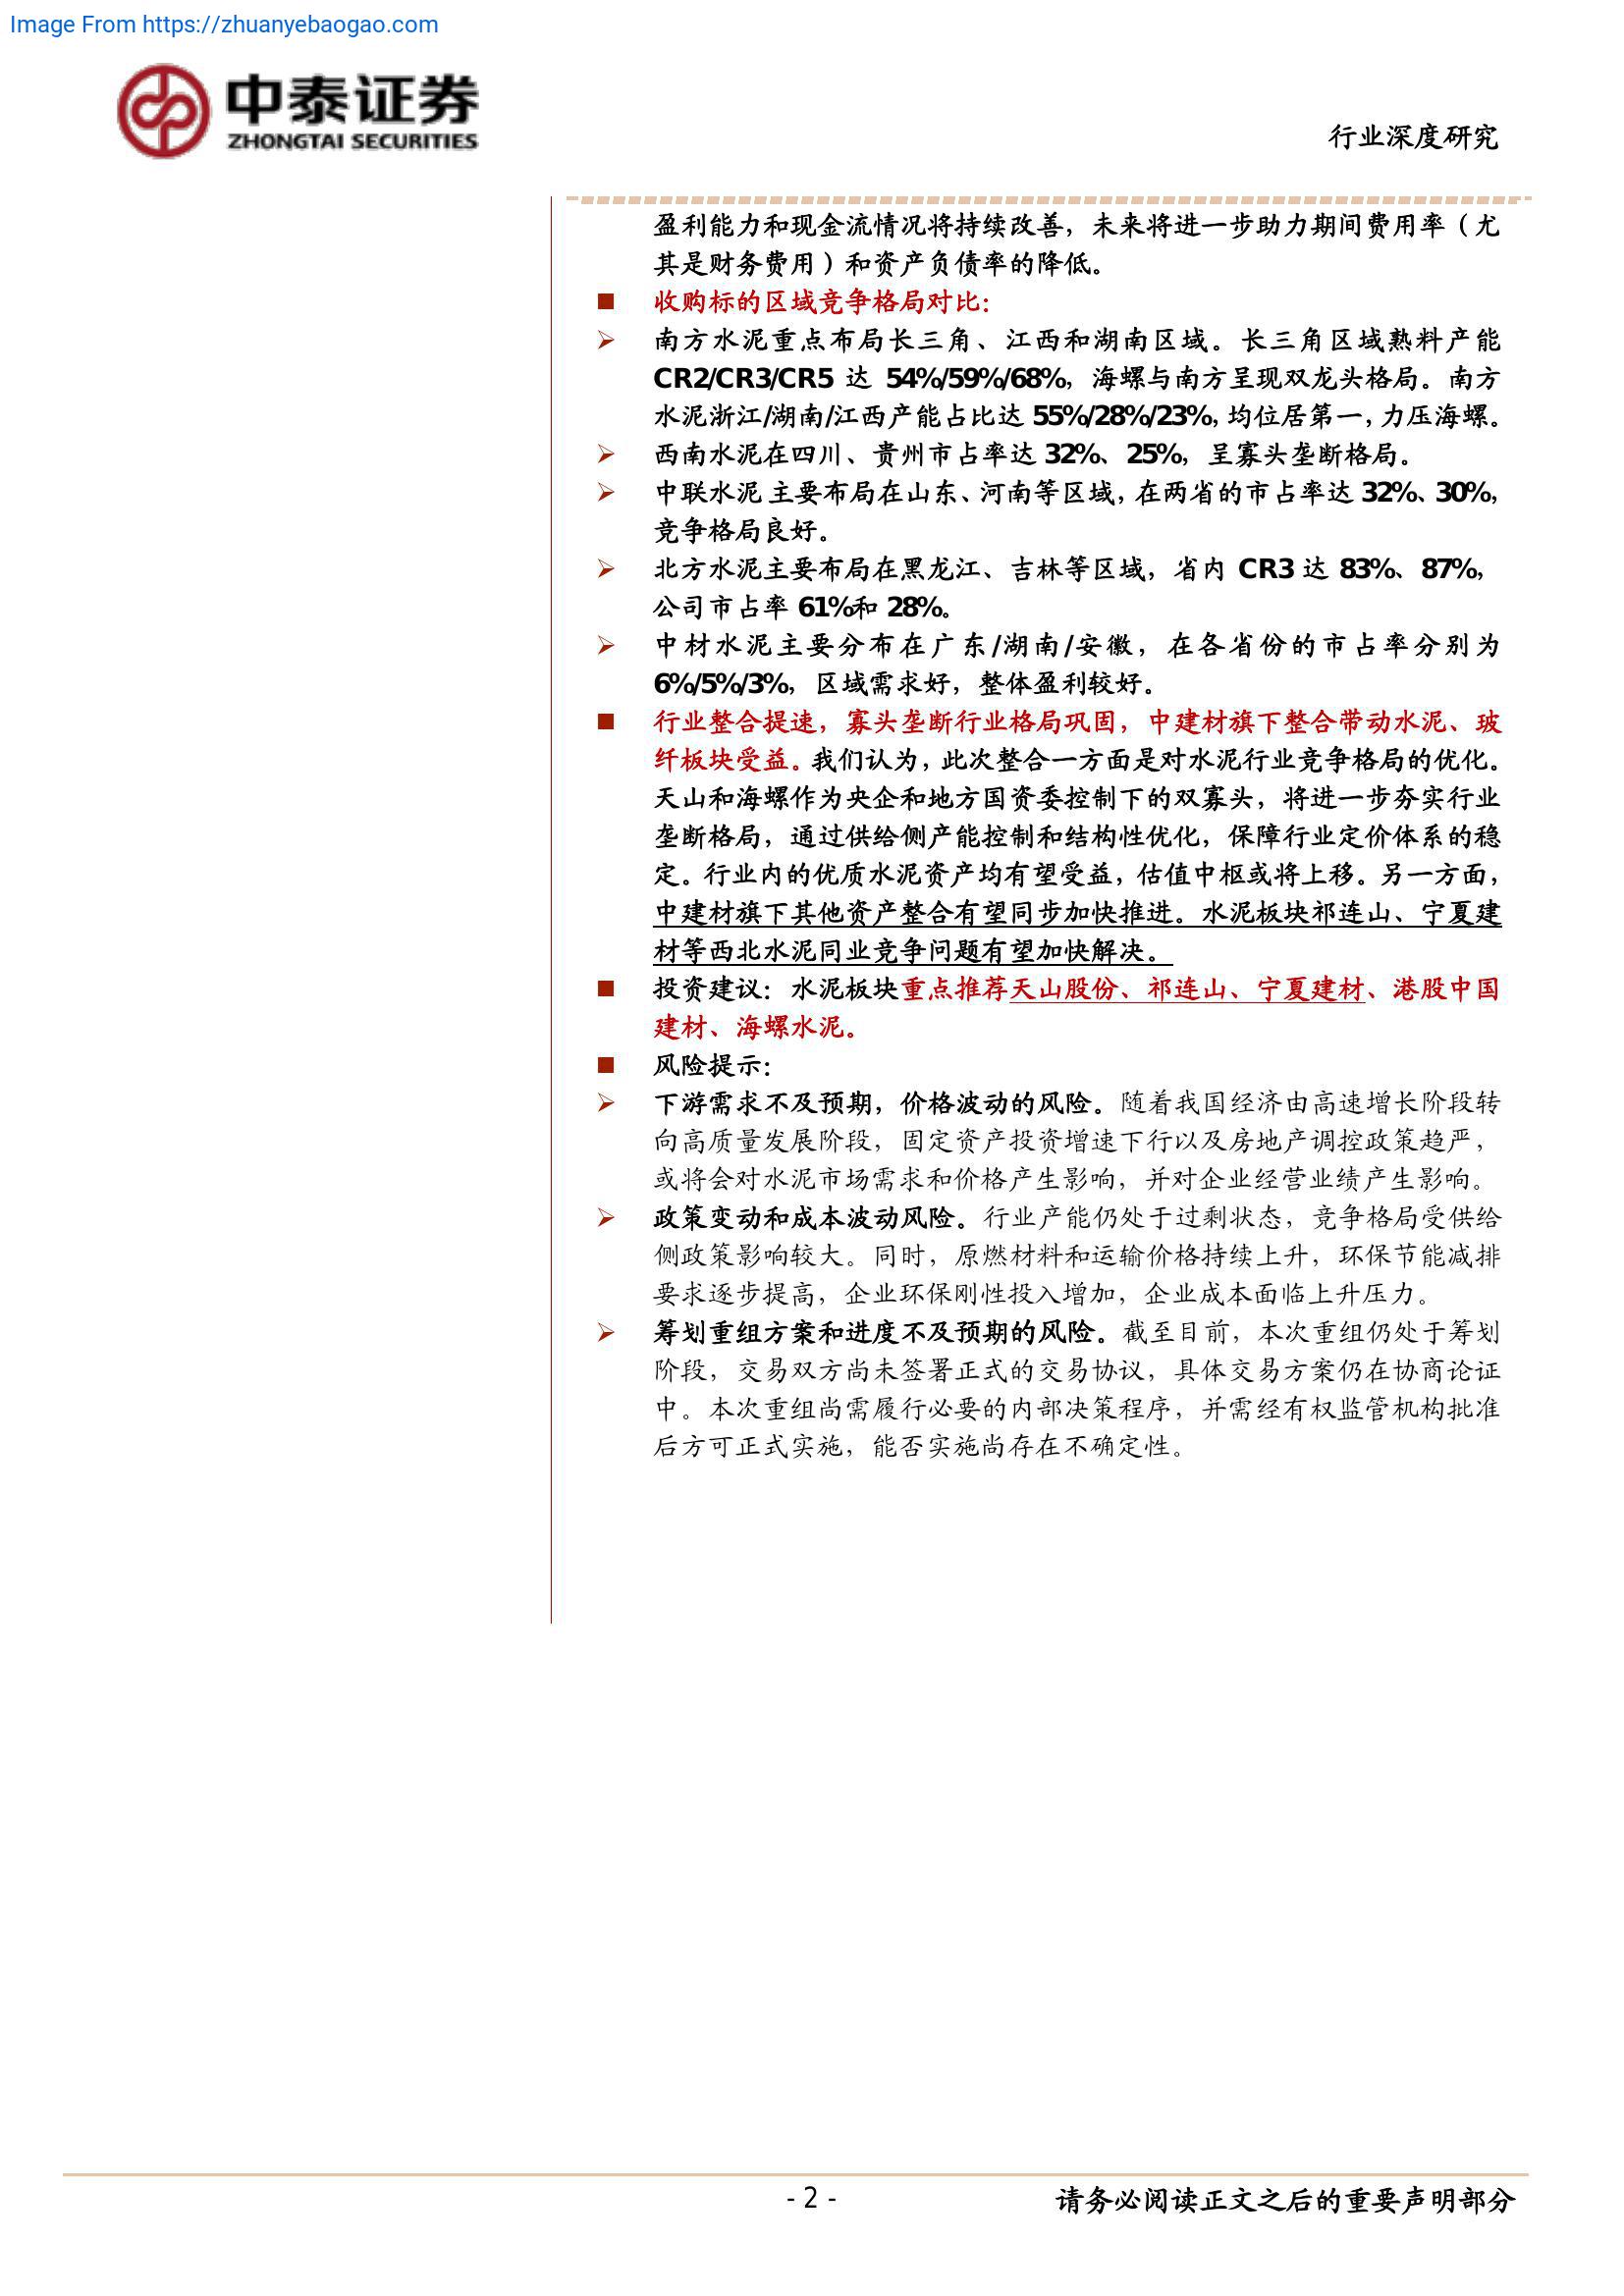 Image From https://zhuanyebaogao.com
中泰证券
ZHONGTAI SECURITIES
行业深度研究
盈利能力和现金流情况将持续改善，未来将进一步助力期间费用率（尤
其是财务费用）和资产负债率的降低。
■ 收购标的区域竞争格局对比：
➢ 南方水泥重点布局长三角、江西和湖南区域。长三角区域熟料产能
CR2/CR3/CR5 达 54%/59%/68%，海螺与南方呈现双龙头格局。南方
水泥浙江/湖南/江西产能占比达 55%/28%/23%，均位居第一，力压海螺。
➢ 西南水泥在四川、贵州市占率达 32%、25%，呈寡头垄断格局。
➢ 中联水泥主要布局在山东、河南等区域，在两省的市占率达 32%、30%，
竞争格局良好。
➢ 北方水泥主要布局在黑龙江、吉林等区域，省内 CR3 达 83%、87%，
公司市占率 61%和 28%。
➢ 中材水泥主要分布在广东/湖南/安徽，在各省份的市占率分别为
6%/5%/3%，区域需求好，整体盈利较好。
■ 行业整合提速，寡头垄断行业格局巩固，中建材旗下整合带动水泥、玻
纤板块受益。我们认为，此次整合一方面是对水泥行业竞争格局的优化。
天山和海螺作为央企和地方国资委控制下的双寡头，将进一步夯实行业
垄断格局，通过供给侧产能控制和结构性优化，保障行业定价体系的稳
定。行业内的优质水泥资产均有望受益，估值中枢或将上移。另一方面，
中建材旗下其他资产整合有望同步加快推进。水泥板块祁连山、宁夏建
材等西北水泥同业竞争问题有望加快解决。
■ 投资建议：水泥板块重点推荐天山股份、祁连山、宁夏建材、港股中国
建材、海螺水泥。
■ 风险提示：
➢ 下游需求不及预期，价格波动的风险。随着我国经济由高速增长阶段转
向高质量发展阶段，固定资产投资增速下行以及房地产调控政策趋严，
或将会对水泥市场需求和价格产生影响，并对企业经营业绩产生影响。
➢ 政策变动和成本波动风险。行业产能仍处于过剩状态，竞争格局受供给
侧政策影响较大。同时，原燃材料和运输价格持续上升，环保节能减排
要求逐步提高，企业环保刚性投入增加，企业成本面临上升压力。
➢ 筹划重组方案和进度不及预期的风险。截至目前，本次重组仍处于筹划
阶段，交易双方尚未签署正式的交易协议，具体交易方案仍在协商论证
中。本次重组尚需履行必要的内部决策程序，并需经有权监管机构批准
后方可正式实施，能否实施尚存在不确定性。
- 2 -
请务必阅读正文之后的重要声明部分